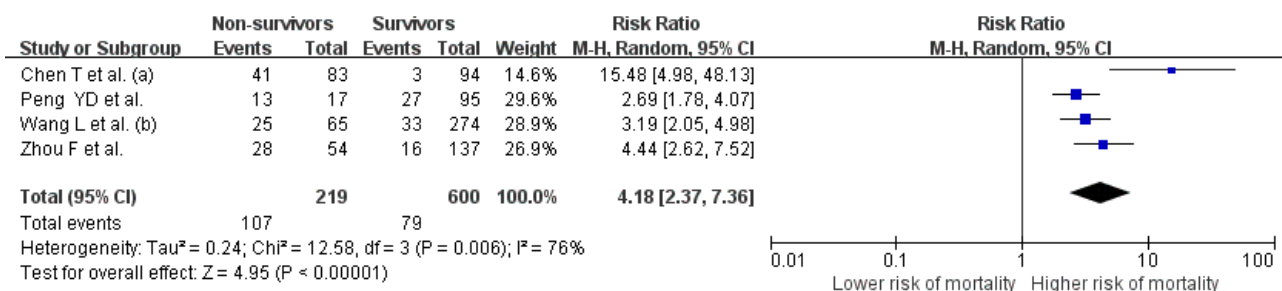 Non-survivors Survivors Risk Ratio Risk Ratio
Study or Subgroup Events Total Events Total Weight M-H, Random, 95% CI M-H, Random, 95% CI
Chen T et al. (a) 41 83 3 94 14.6% 15.48 [4.98, 48.13]
Peng YD et al. 13 17 27 95 29.6% 2.69 [1.78, 4.07]
Wang L et al. (b) 25 65 33 274 28.9% 3.19 [2.05, 4.98]
Zhou F et al. 28 54 16 137 26.9% 4.44 [2.62, 7.52]
Total (95% CI) 219 600 100.0% 4.18 [2.37, 7.36]
Total events 107 79
Heterogeneity: Tau² = 0.24; Chi² = 12.58, df = 3 (P = 0.006); I² = 76%
Test for overall effect: Z = 4.95 (P < 0.00001)
0.01 0.1 1 10 100
Lower risk of mortality Higher risk of mortality